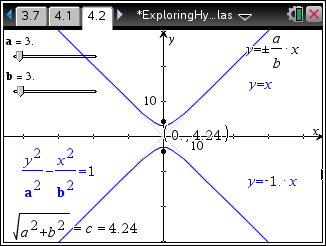 3.7 4.1 4.2 *ExploringHy...las
a = 3.
b = 3.
y
y=±a/b·x
y=x
10
(-0., 4.24)
x
10
y²/a² - x²/b² =1
y=-1.·x
√a²+b² = c = 4.24